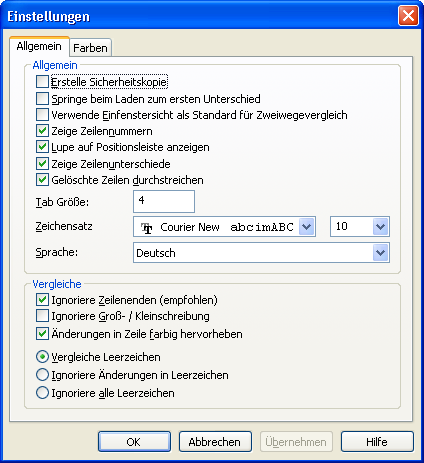 Einstellungen
Allgemein Farben
Allgemein
Erstelle Sicherheitskopie
Springe beim Laden zum ersten Unterschied
Verwende Einfenstersicht als Standard für Zweiwegevergleich
Zeige Zeilennummern
Lupe auf Positionsleiste anzeigen
Zeige Zeilenunterschiede
Gelöschte Zeilen durchstreichen
Tab Größe: 4
Zeichensatz Courier New abcimABC 10
Sprache: Deutsch
Vergleiche
Ignoriere Zeilenenden (empfohlen)
Ignoriere Groß- / Kleinschreibung
Änderungen in Zeile farbig hervorheben
Vergleiche Leerzeichen
Ignoriere Änderungen in Leerzeichen
Ignoriere alle Leerzeichen
OK Abbrechen Übernehmen Hilfe